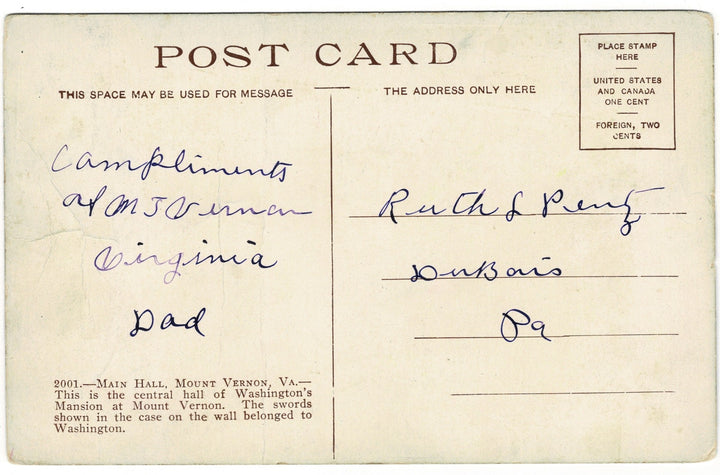 POST CARD
THIS SPACE MAY BE USED FOR MESSAGE
THE ADDRESS ONLY HERE
PLACE STAMP
HERE
UNITED STATES
AND CANADA
ONE CENT
FOREIGN, TWO
CENTS
Compliments
of Mt Vernon
Virginia
Dad
Ruth L Pentz
DuBois
Pa
2001.—MAIN HALL, MOUNT VERNON, VA.—
This is the central hall of Washington's
Mansion at Mount Vernon. The swords
shown in the case on the wall belonged to
Washington.